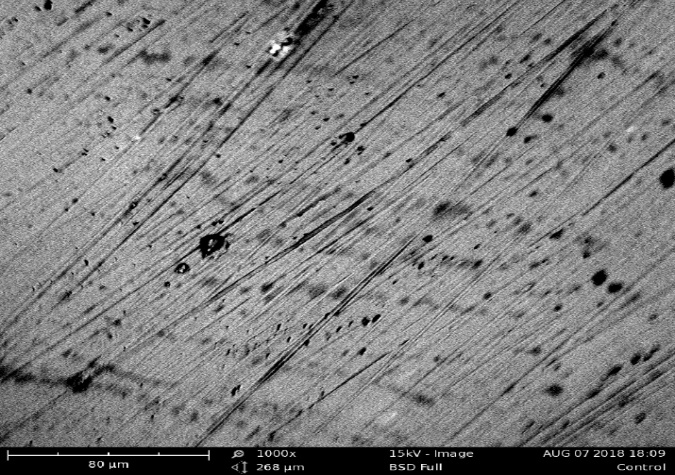 1000x 15kV - Image AUG 07 2018 18:09
80 µm 268 µm BSD Full Control